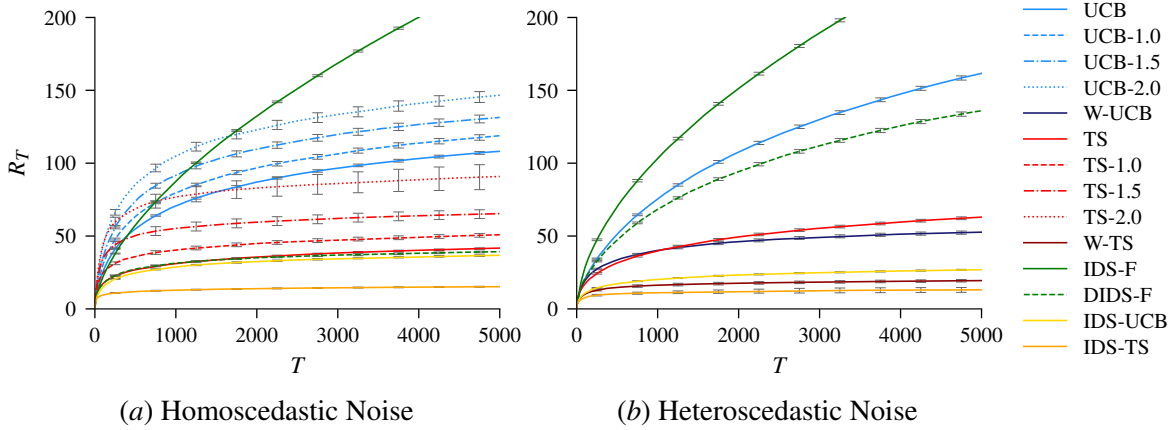 200
150
100
50
0
R_T
0 1000 2000 3000 4000 5000
T
(a) Homoscedastic Noise
200
150
100
50
0
0 1000 2000 3000 4000 5000
T
(b) Heteroscedastic Noise
UCB
UCB-1.0
UCB-1.5
UCB-2.0
W-UCB
TS
TS-1.0
TS-1.5
TS-2.0
W-TS
IDS-F
DIDS-F
IDS-UCB
IDS-TS